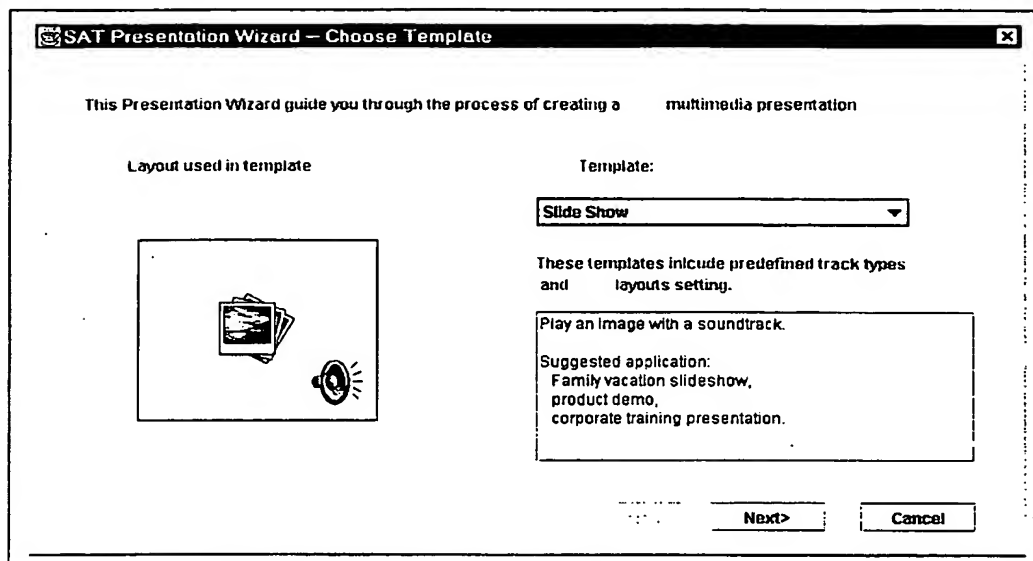 SAT Presentation Wizard – Choose Template
This Presentation Wizard guide you through the process of creating a multimedia presentation
Layout used in template
Template:
Slide Show
These templates inlcude predefined track types
and layouts setting.
Play an image with a soundtrack.
Suggested application:
Family vacation slideshow,
product demo,
corporate training presentation.
Next>
Cancel